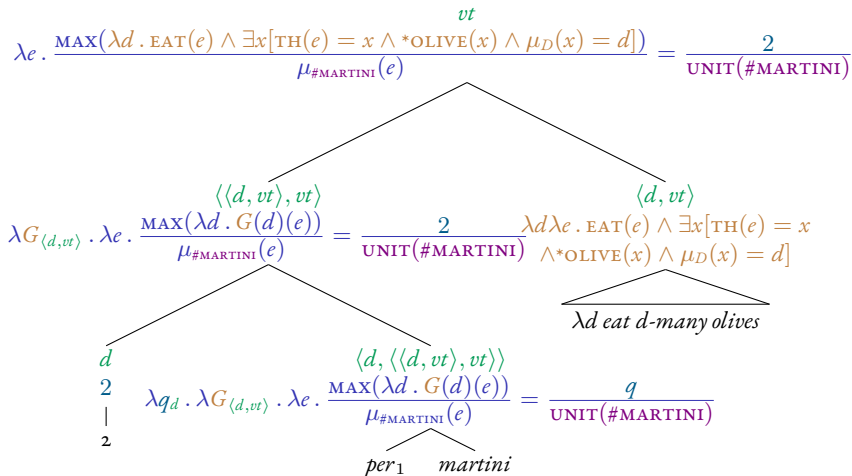 vt
λe . MAX(λd . EAT(e) ∧ ∃x[TH(e) = x ∧ *OLIVE(x) ∧ μ_D(x) = d]) / μ_#MARTINI(e) = 2 / UNIT(#MARTINI)
⟨⟨d, vt⟩, vt⟩
λG_⟨d,vt⟩ . λe . MAX(λd . G(d)(e)) / μ_#MARTINI(e) = 2 / UNIT(#MARTINI)
⟨d, vt⟩
λdλe . EAT(e) ∧ ∃x[TH(e) = x
∧*OLIVE(x) ∧ μ_D(x) = d]
λd eat d-many olives
d
2
2
⟨d, ⟨⟨d, vt⟩, vt⟩⟩
λq_d . λG_⟨d,vt⟩ . λe . MAX(λd . G(d)(e)) / μ_#MARTINI(e) = q / UNIT(#MARTINI)
per₁ martini